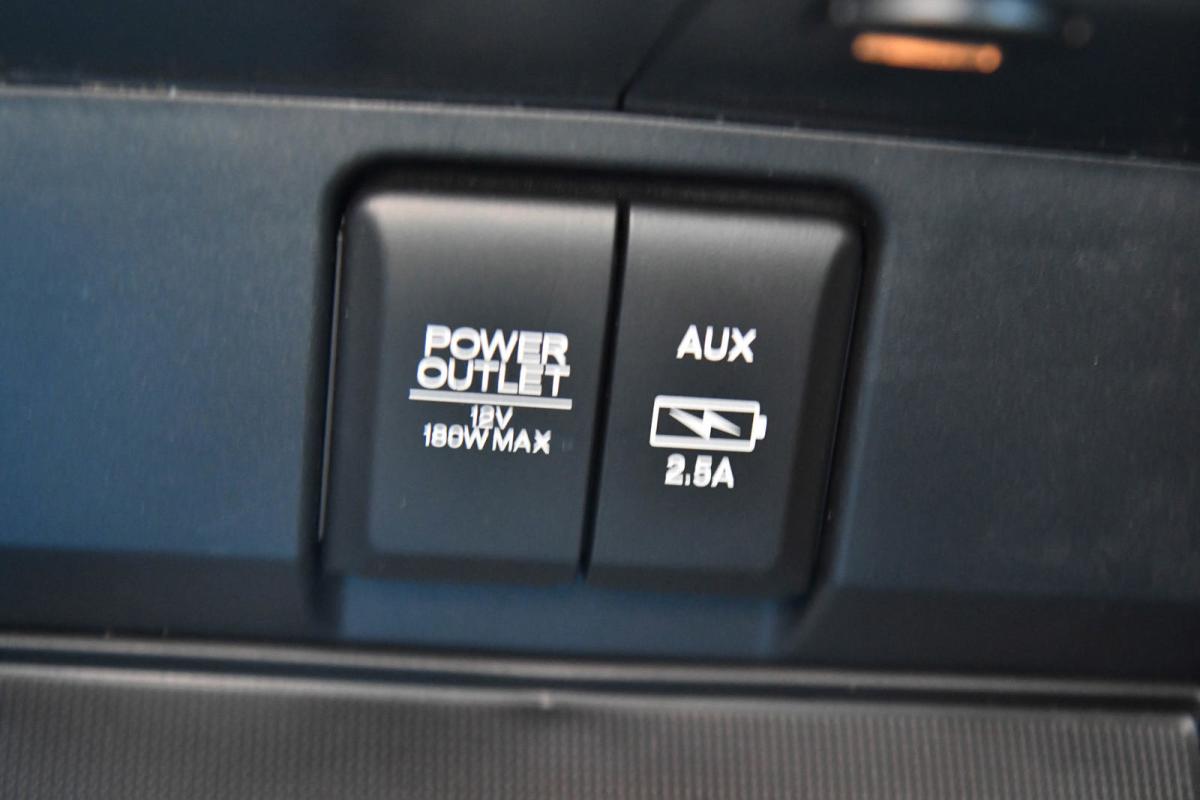 POWER
OUTLET
12V
180W MAX
AUX
2.5A